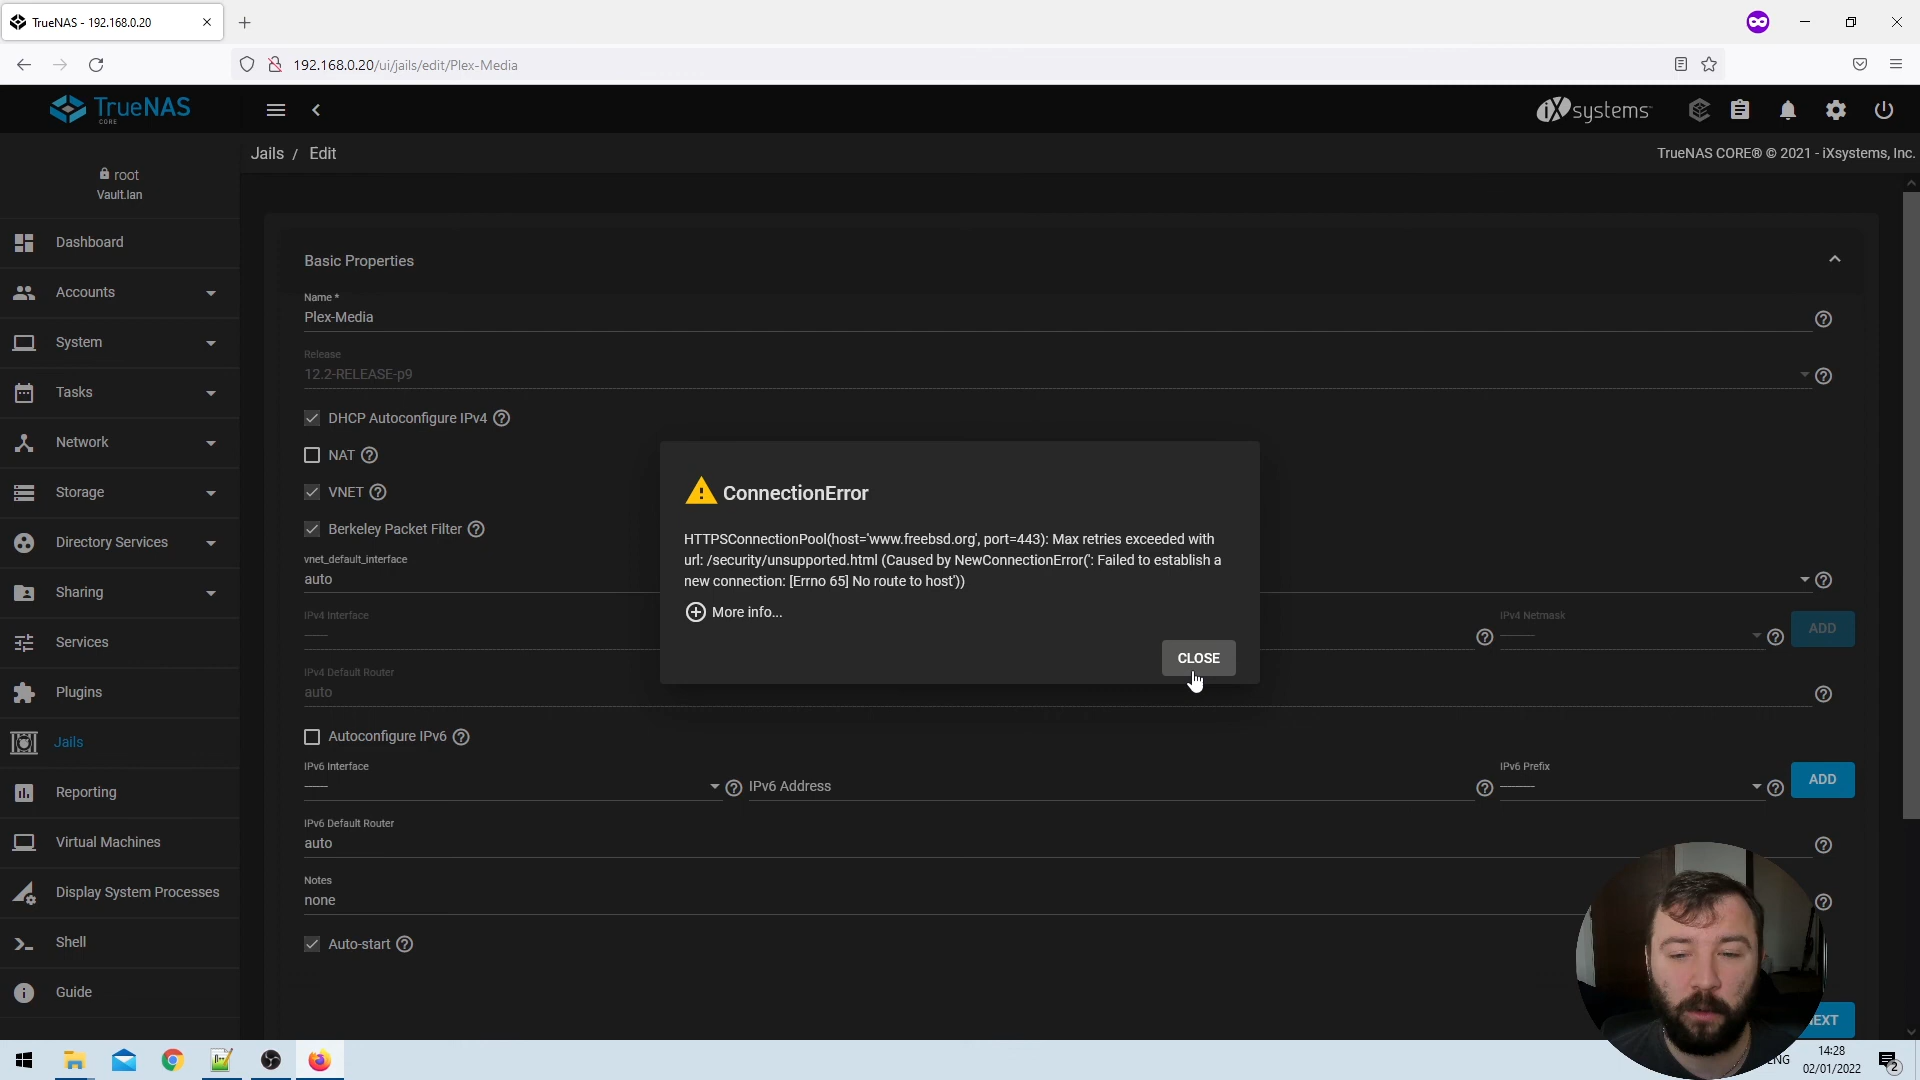 TrueNAS - 192.168.0.20
192.168.0.20/ui/jails/edit/Plex-Media
TrueNAS
CORE
iXsystems
Jails / Edit
TrueNAS CORE® © 2021 - iXsystems, Inc.
root
Vault.lan
Dashboard
Accounts
System
Tasks
Network
Storage
Directory Services
Sharing
Services
Plugins
Jails
Reporting
Virtual Machines
Display System Processes
Shell
Guide
Basic Properties
Name *
Plex-Media
Release
12.2-RELEASE-p9
DHCP Autoconfigure IPv4
NAT
VNET
Berkeley Packet Filter
vnet_default_interface
auto
IPv4 Interface
-----
IPv4 Netmask
------
ADD
IPv4 Default Router
auto
ConnectionError
HTTPSConnectionPool(host='www.freebsd.org', port=443): Max retries exceeded with
url: /security/unsupported.html (Caused by NewConnectionError(': Failed to establish a
new connection: [Errno 65] No route to host'))
More info...
CLOSE
Autoconfigure IPv6
IPv6 Interface
-----
IPv6 Address
IPv6 Prefix
------
ADD
IPv6 Default Router
auto
Notes
none
Auto-start
EXT
ENG
14:28
02/01/2022
2